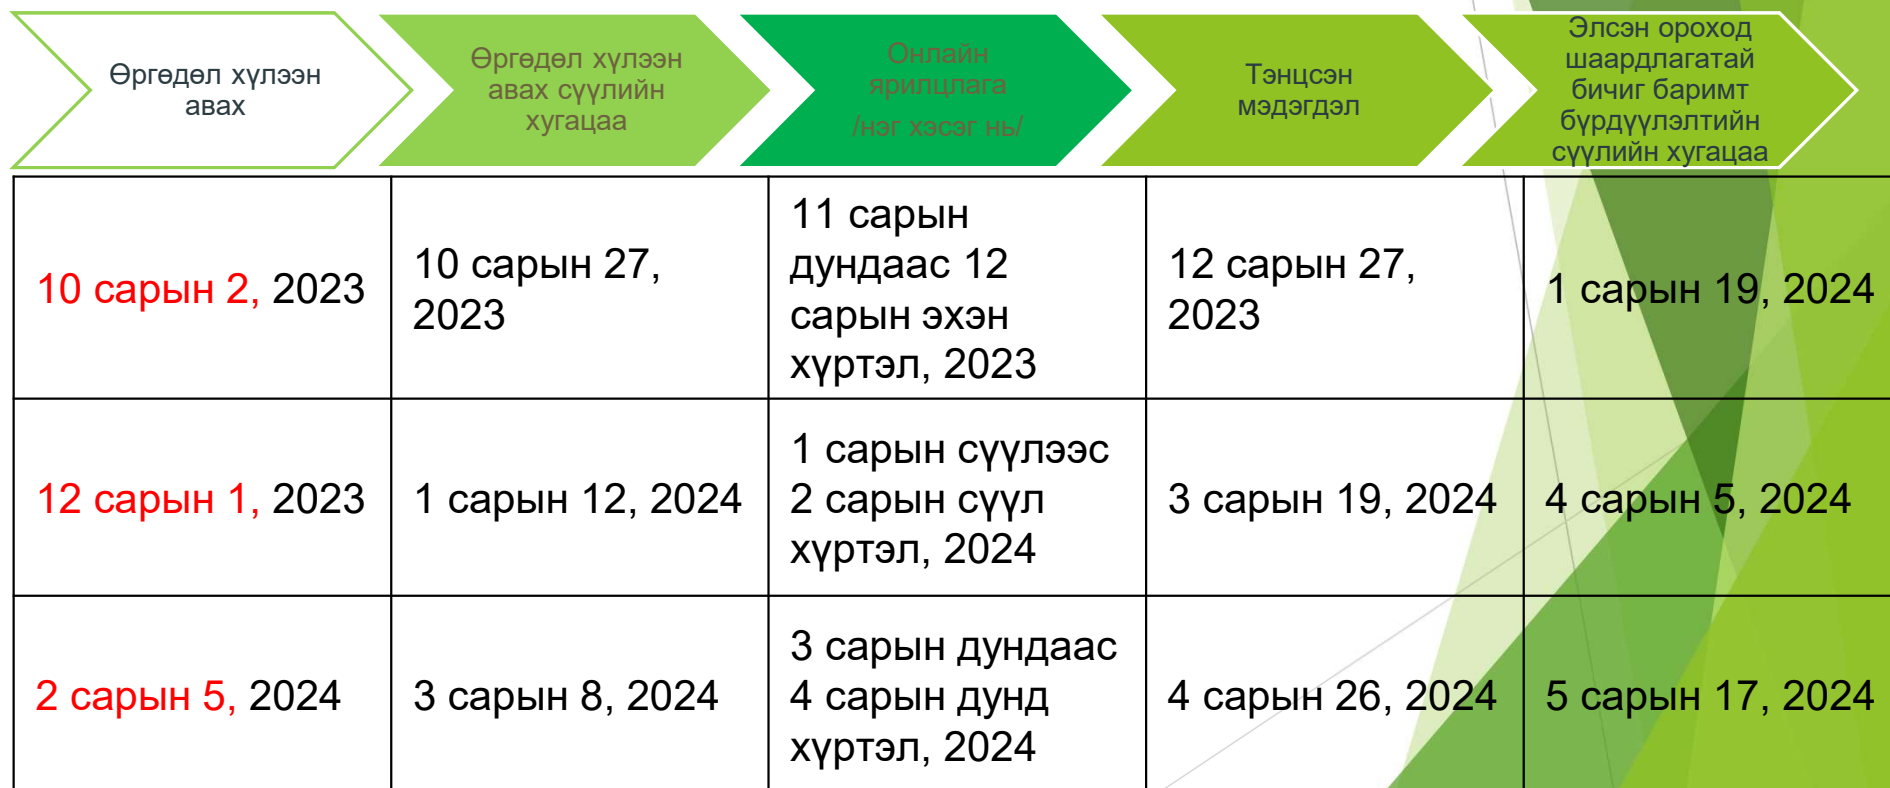 Өргөдөл хүлээн
авах
Өргөдөл хүлээн
авах сүүлийн
хугацаа
Онлайн
ярилцлага
/нэг хэсэг нь/
Тэнцсэн
мэдэгдэл
Элсэн ороход
шаардлагатай
бичиг баримт
бүрдүүлэлтийн
сүүлийн хугацаа
10 сарын 2, 2023
10 сарын 27,
2023
11 сарын
дундаас 12
сарын эхэн
хүртэл, 2023
12 сарын 27,
2023
1 сарын 19, 2024
12 сарын 1, 2023
1 сарын 12, 2024
1 сарын сүүлээс
2 сарын сүүл
хүртэл, 2024
3 сарын 19, 2024
4 сарын 5, 2024
2 сарын 5, 2024
3 сарын 8, 2024
3 сарын дундаас
4 сарын дунд
хүртэл, 2024
4 сарын 26, 2024
5 сарын 17, 2024